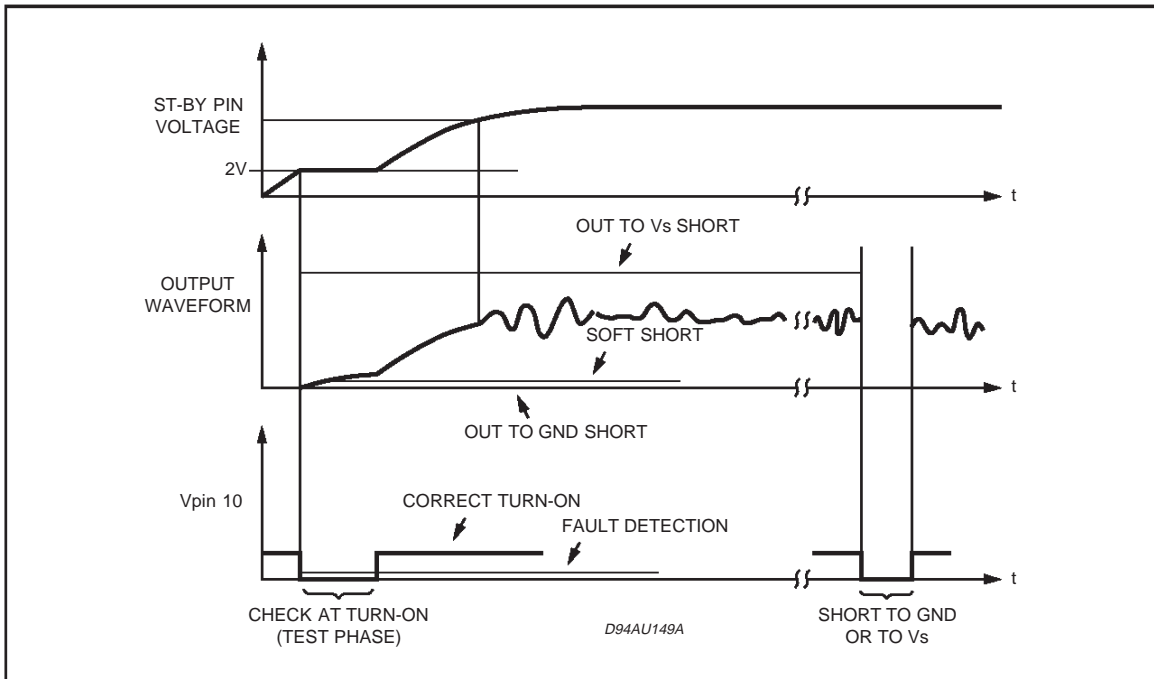 ST-BY PIN
VOLTAGE
2V
t
OUT TO Vs SHORT
OUTPUT
WAVEFORM
SOFT SHORT
t
OUT TO GND SHORT
Vpin 10
CORRECT TURN-ON
FAULT DETECTION
t
CHECK AT TURN-ON
(TEST PHASE)
D94AU149A
SHORT TO GND
OR TO Vs